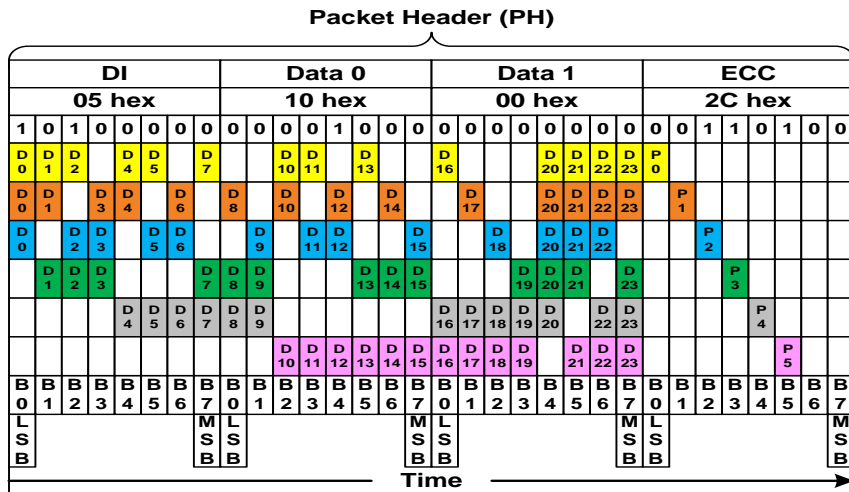 Packet Header (PH)
DI Data 0 Data 1 ECC
05 hex 10 hex 00 hex 2C hex
1 0 1 0 0 0 0 0 0 0 0 0 1 0 0 0 0 0 0 0 0 0 0 0 0 0 1 1 0 1 0 0
D0 D1 D2 D4 D5 D7 D10 D11 D13 D16 D20 D21 D22 D23 P0
D0 D1 D3 D4 D6 D8 D10 D12 D14 D17 D20 D21 D22 D23 P1
D0 D2 D3 D5 D6 D9 D11 D12 D15 D18 D20 D21 D22 P2
D1 D2 D3 D7 D8 D9 D13 D14 D15 D19 D20 D21 D23 P3
D4 D5 D6 D7 D8 D9 D16 D17 D18 D19 D20 D22 D23 P4
D10 D11 D12 D13 D14 D15 D16 D17 D18 D19 D21 D22 D23 P5
B0 B1 B2 B3 B4 B5 B6 B7 B0 B1 B2 B3 B4 B5 B6 B7 B0 B1 B2 B3 B4 B5 B6 B7 B0 B1 B2 B3 B4 B5 B6 B7
LSB MSB LSB MSB LSB MSB LSB MSB
Time